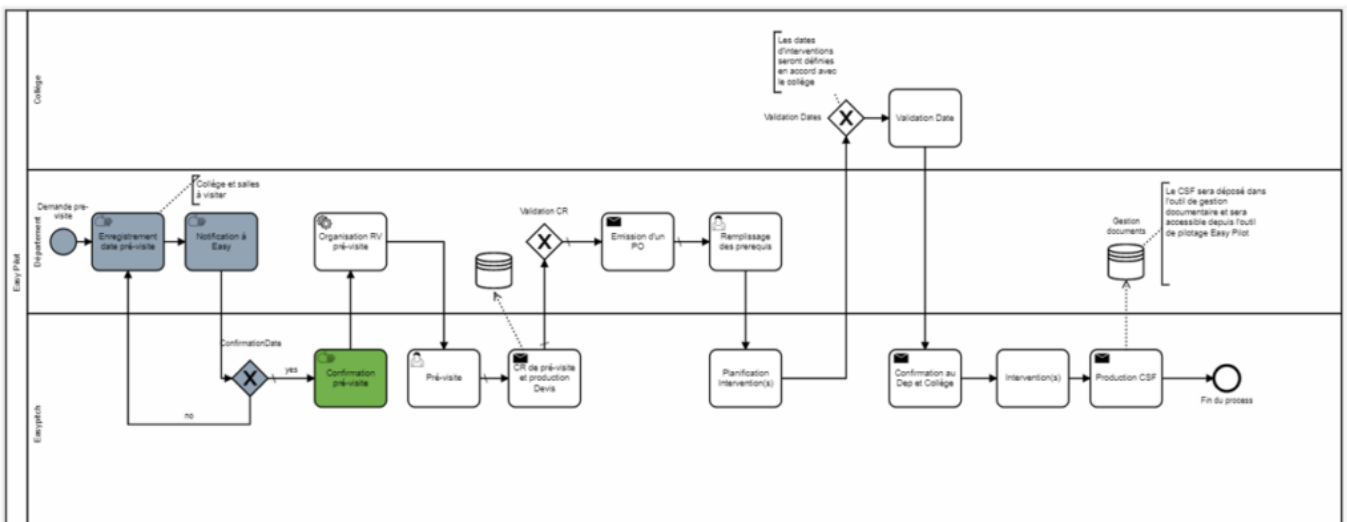 Easy Pilot
Collège
Les dates
d'interventions
seront définies
en accord avec
le collège
Validation Dates
Validation Date
Département
Demande pre-
visite
Collège et salles
à visiter
Enregistrement
date pré-visite
Notification à
Easy
Organisation RV
pré-visite
Validation CR
Emission d'un
PO
Remplissage
des prerequis
Gestion
documents
Le CSF sera déposé dans
l'outil de gestion
documentaire et sera
accessible depuis l'outil
de pilotage Easy Pilot
Easypitch
ConfirmationDate
yes
no
Confirmation
pré-visite
Pré-visite
CR de pré-visite
et production
Devis
Planification
Intervention(s)
Confirmation au
Dep et Collège
Intervention(s)
Production CSF
Fin du process